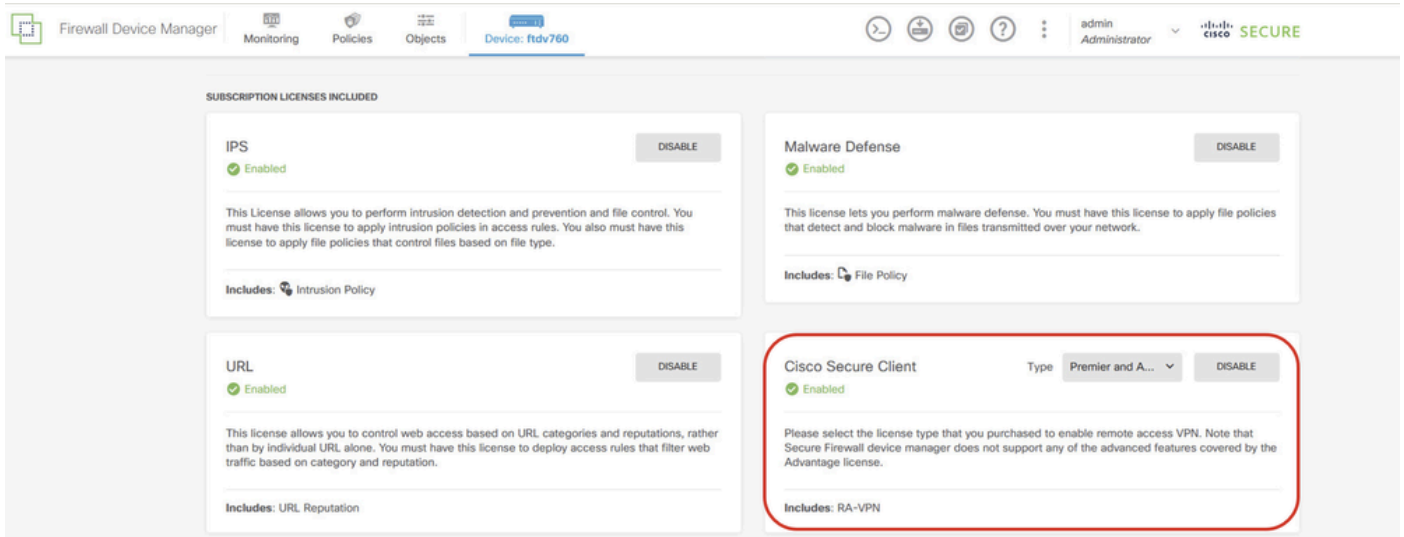 Firewall Device Manager
Monitoring
Policies
Objects
Device: ftdv760
admin
Administrator
cisco SECURE
SUBSCRIPTION LICENSES INCLUDED
IPS
DISABLE
Enabled
This License allows you to perform intrusion detection and prevention and file control. You
must have this license to apply intrusion policies in access rules. You also must have this
license to apply file policies that control files based on file type.
Includes: Intrusion Policy
Malware Defense
DISABLE
Enabled
This license lets you perform malware defense. You must have this license to apply file policies
that detect and block malware in files transmitted over your network.
Includes: File Policy
URL
DISABLE
Enabled
This license allows you to control web access based on URL categories and reputations, rather
than by individual URL alone. You must have this license to deploy access rules that filter web
traffic based on category and reputation.
Includes: URL Reputation
Cisco Secure Client
Type Premier and A...
DISABLE
Enabled
Please select the license type that you purchased to enable remote access VPN. Note that
Secure Firewall device manager does not support any of the advanced features covered by the
Advantage license.
Includes: RA-VPN